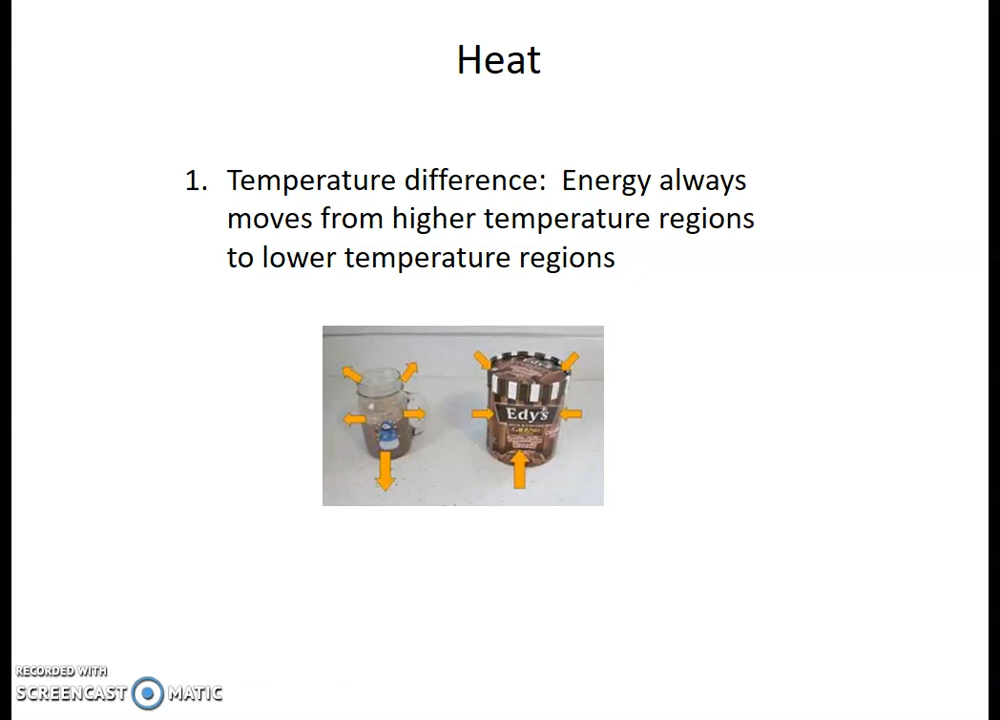 Heat
1. Temperature difference: Energy always
moves from higher temperature regions
to lower temperature regions
Edy's
RECORDED WITH
SCREENCAST MATIC